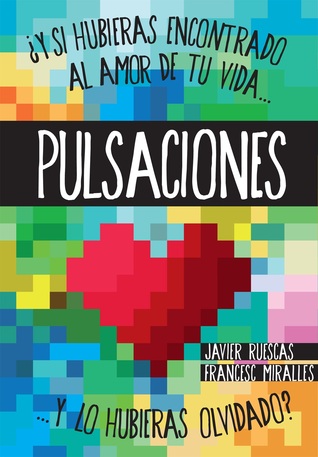 ¿Y SI HUBIERAS ENCONTRADO
AL AMOR DE TU VIDA...
PULSACIONES
JAVIER RUESCAS
FRANCESC MIRALLES
...Y LO HUBIERAS OLVIDADO?